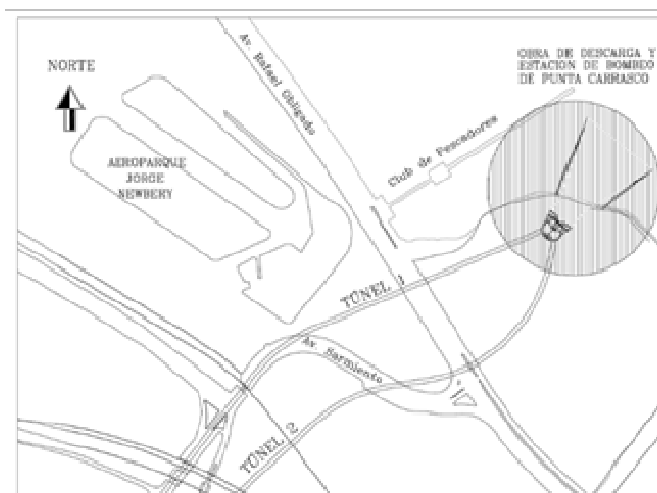 NORTE
AEROPARQUE
JORGE
NEWBERY
Av. Rafael Obligado
Club de Pescadores
OBRA DE DESCARGA Y
ESTACION DE BOMBEO
DE PUNTA CARRASCO
TÚNEL 1
Av. Sarmiento
TÚNEL 2